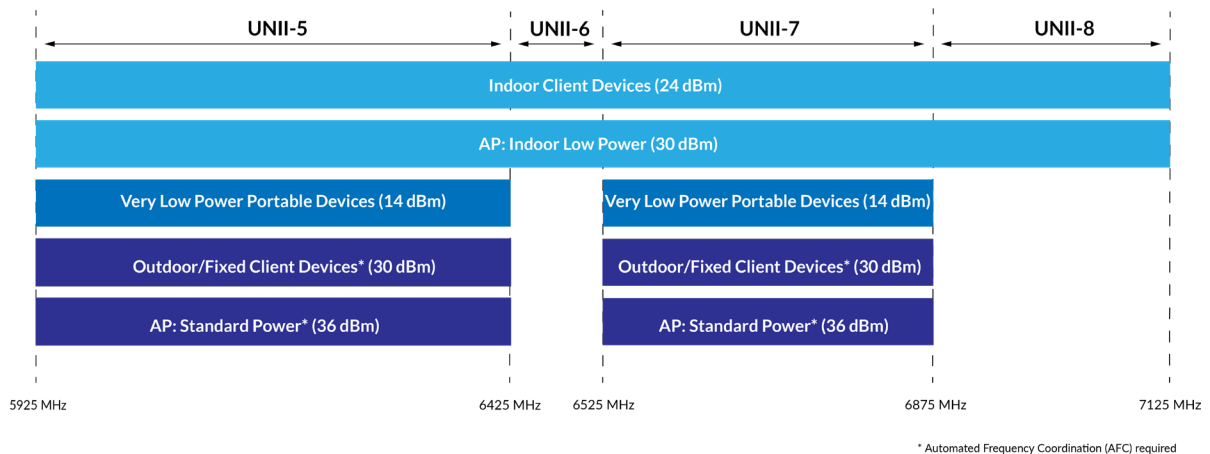 UNII-5 UNII-6 UNII-7 UNII-8
Indoor Client Devices (24 dBm)
AP: Indoor Low Power (30 dBm)
Very Low Power Portable Devices (14 dBm) Very Low Power Portable Devices (14 dBm)
Outdoor/Fixed Client Devices* (30 dBm) Outdoor/Fixed Client Devices* (30 dBm)
AP: Standard Power* (36 dBm) AP: Standard Power* (36 dBm)
5925 MHz 6425 MHz 6525 MHz 6875 MHz 7125 MHz
* Automated Frequency Coordination (AFC) required